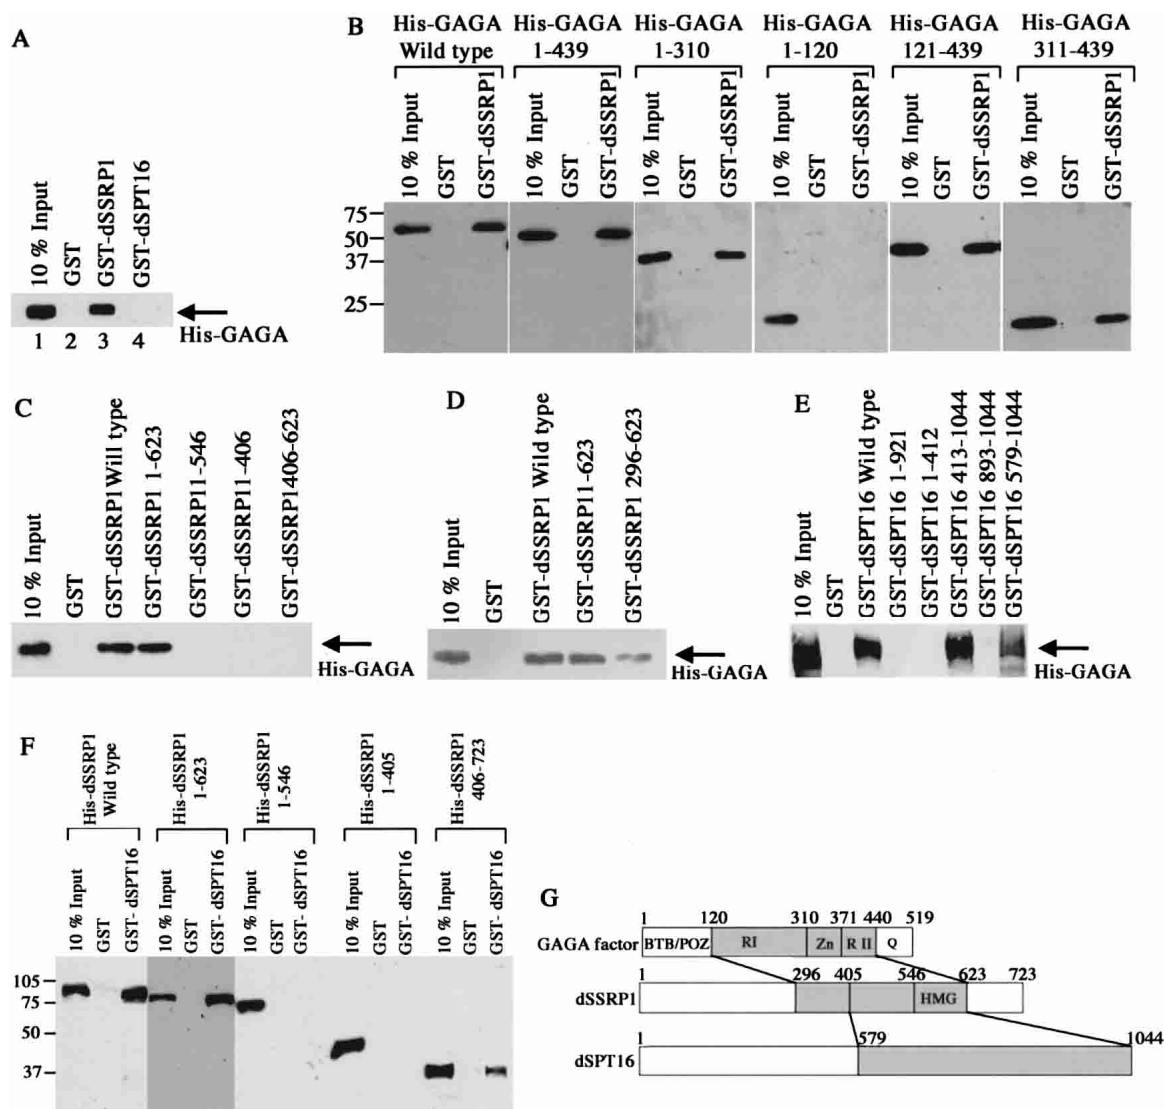 A
10 % Input
GST
GST-dSSRP1
GST-dSPT16
1 2 3 4
His-GAGA
B
His-GAGA His-GAGA His-GAGA His-GAGA His-GAGA His-GAGA
Wild type 1-439 1-310 1-120 121-439 311-439
10 % Input
GST
GST-dSSRP1
10 % Input
GST
GST-dSSRP1
10 % Input
GST
GST-dSSRP1
10 % Input
GST
GST-dSSRP1
10 % Input
GST
GST-dSSRP1
10 % Input
GST
GST-dSSRP1
75
50
37
25
C
10 % Input
GST
GST-dSSRP1 Will type
GST-dSSRP1 1-623
GST-dSSRP11-546
GST-dSSRP11-406
GST-dSSRP1406-623
His-GAGA
D
10 % Input
GST
GST-dSSRP1 Wild type
GST-dSSRP11-623
GST-dSSRP1 296-623
His-GAGA
E
10 % Input
GST
GST-dSPT16 Wild type
GST-dSPT16 1-921
GST-dSPT16 1-412
GST-dSPT16 413-1044
GST-dSPT16 893-1044
GST-dSPT16 579-1044
His-GAGA
F
His-dSSRP1
Wild type
His-dSSRP1
1-623
His-dSSRP1
1-546
His-dSSRP1
1-405
His-dSSRP1
406-723
10 % Input
GST
GST- dSPT16
10 % Input
GST
GST- dSPT16
10 % Input
GST
GST- dSPT16
10 % Input
GST
GST- dSPT16
10 % Input
GST
GST- dSPT16
105
75
50
37
G
1 120 310 371 440 519
GAGA factor BTB/POZ RI Zn R II Q
1 296 405 546 623 723
dSSRP1 HMG
1 579 1044
dSPT16